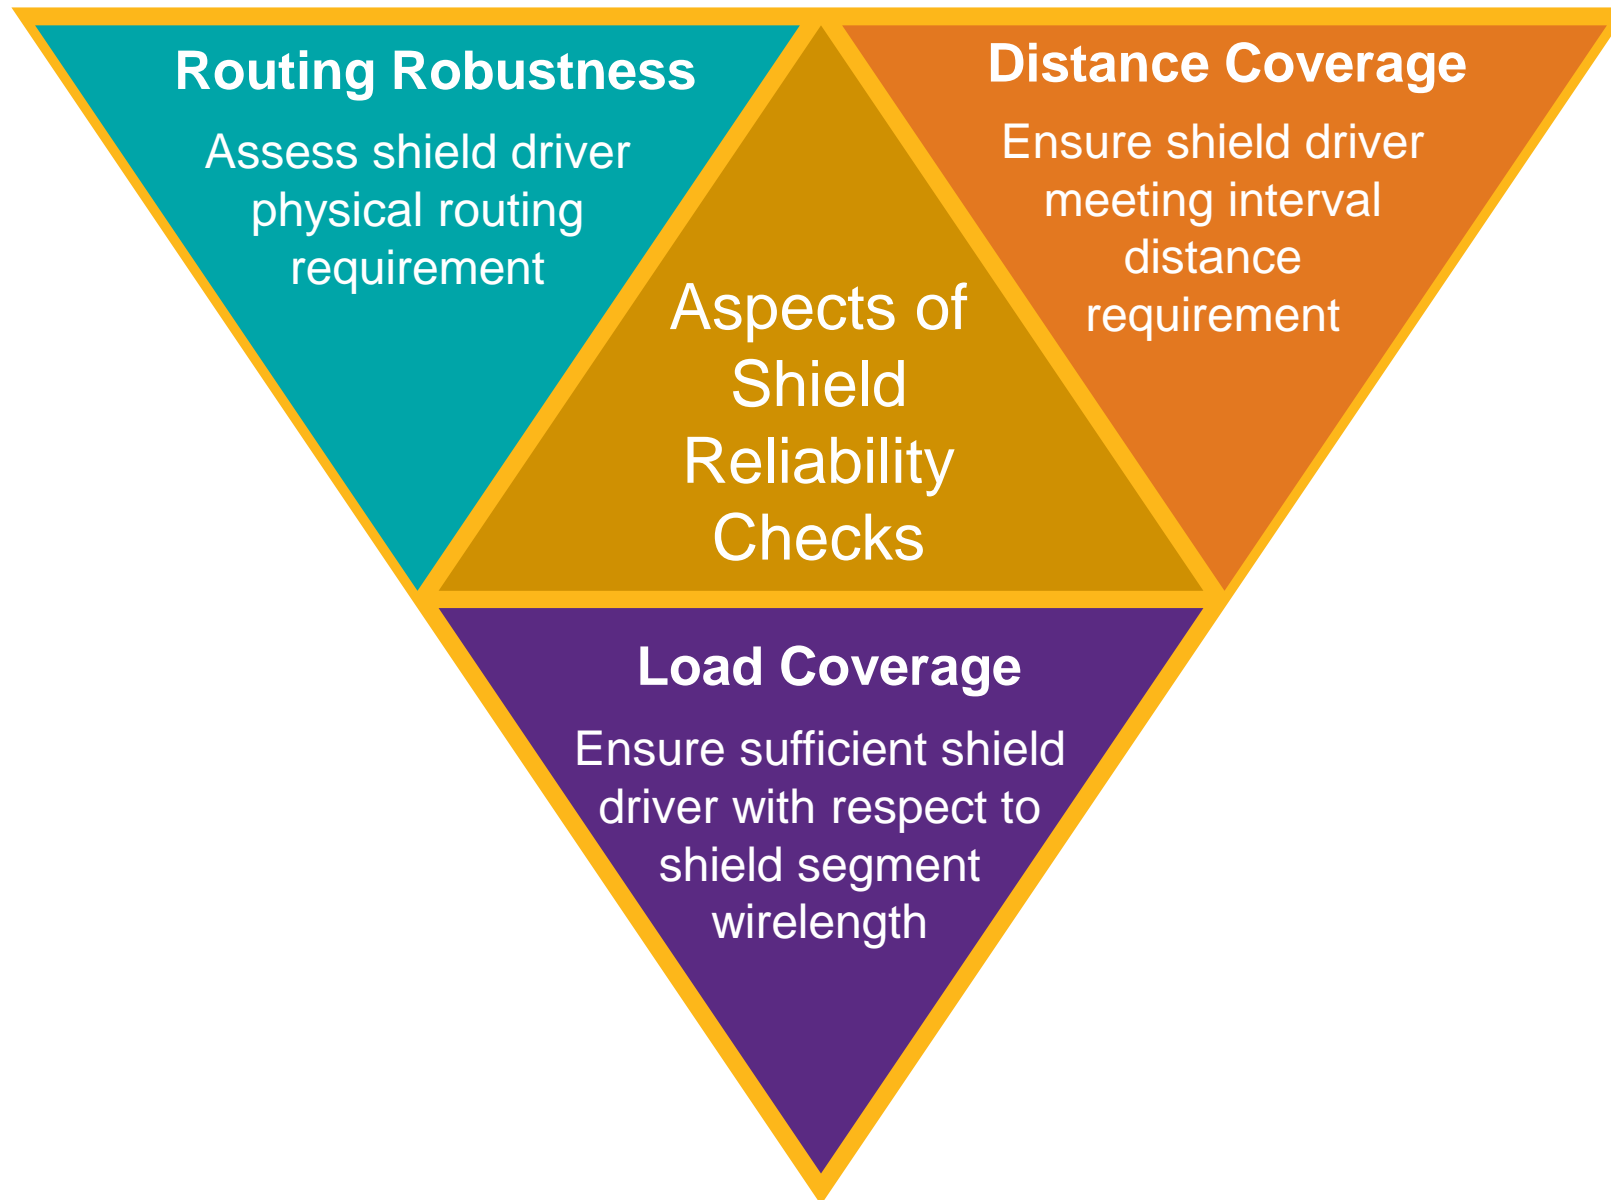 Routing Robustness
Assess shield driver
physical routing
requirement
Distance Coverage
Ensure shield driver
meeting interval
distance
requirement
Aspects of
Shield
Reliability
Checks
Load Coverage
Ensure sufficient shield
driver with respect to
shield segment
wirelength